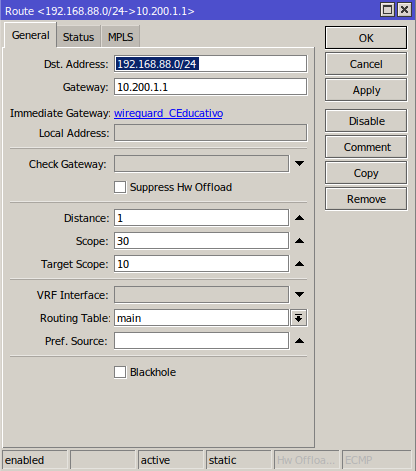 Route <192.168.88.0/24->10.200.1.1>
General Status MPLS
Dst. Address: 192.168.88.0/24
Gateway: 10.200.1.1
Immediate Gateway: wireguard_CEducativo
Local Address:
Check Gateway:
Suppress Hw Offload
Distance: 1
Scope: 30
Target Scope: 10
VRF Interface:
Routing Table: main
Pref. Source:
Blackhole
OK
Cancel
Apply
Disable
Comment
Copy
Remove
enabled active static Hw Offloa... ECMP